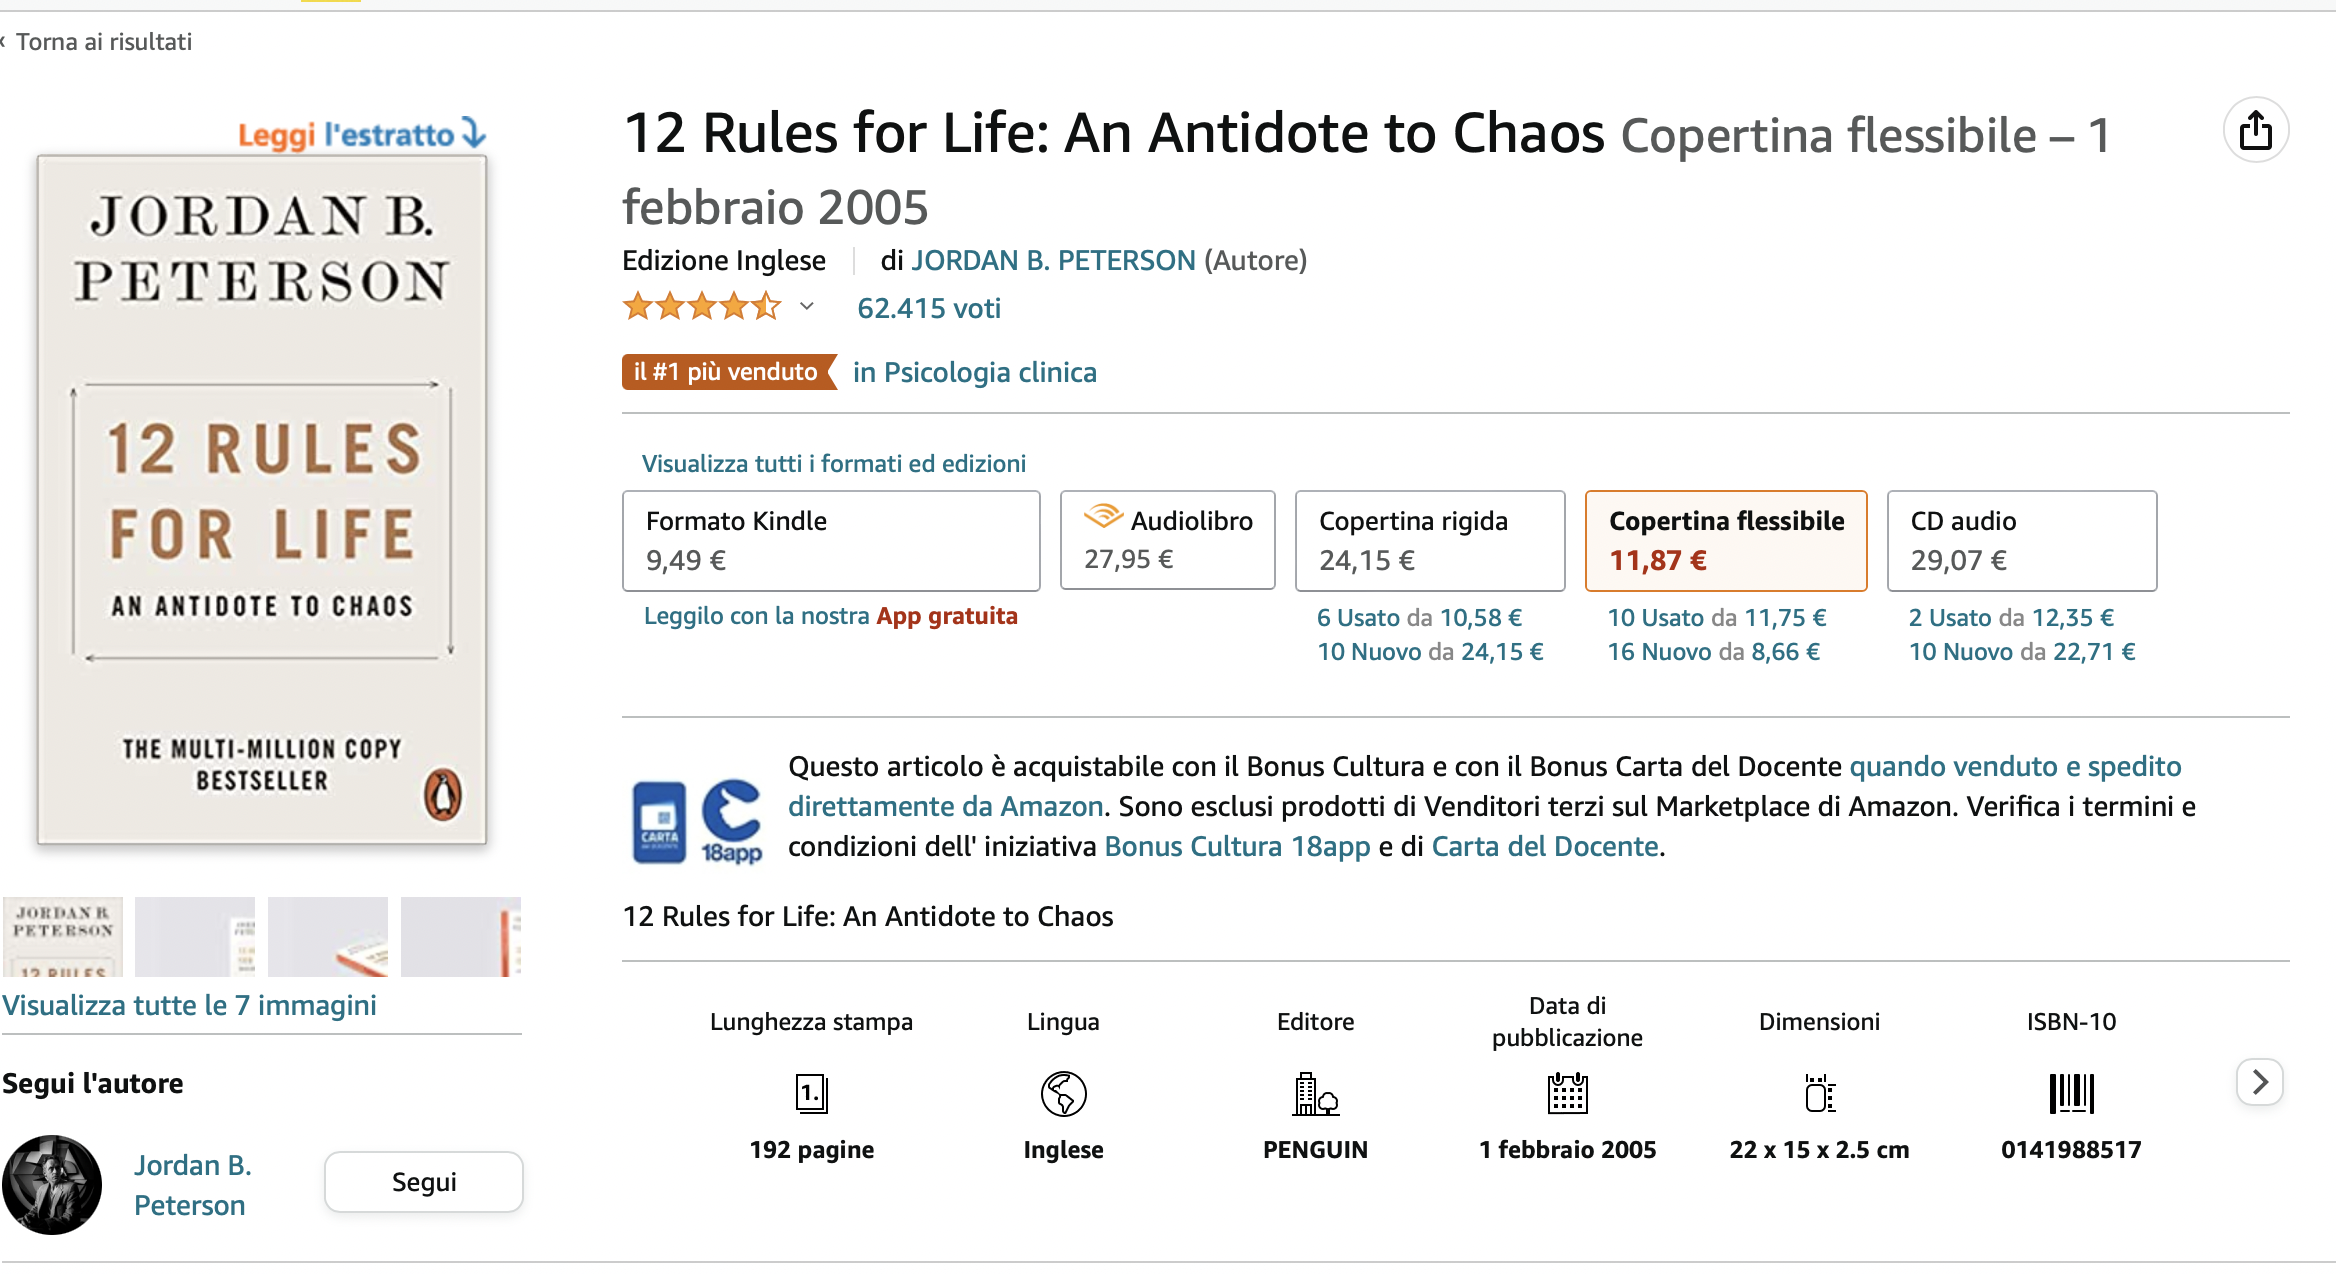 ‹ Torna ai risultati
Leggi l'estratto
JORDAN B.
PETERSON
12 RULES
FOR LIFE
AN ANTIDOTE TO CHAOS
THE MULTI-MILLION COPY
BESTSELLER
JORDAN B.
PETERSON
12 RULES
Visualizza tutte le 7 immagini
Segui l'autore
Jordan B.
Peterson
Segui
12 Rules for Life: An Antidote to Chaos Copertina flessibile – 1
febbraio 2005
Edizione Inglese di JORDAN B. PETERSON (Autore)
62.415 voti
il #1 più venduto in Psicologia clinica
Visualizza tutti i formati ed edizioni
Formato Kindle
9,49 €
Leggilo con la nostra App gratuita
Audiolibro
27,95 €
Copertina rigida
24,15 €
6 Usato da 10,58 €
10 Nuovo da 24,15 €
Copertina flessibile
11,87 €
10 Usato da 11,75 €
16 Nuovo da 8,66 €
CD audio
29,07 €
2 Usato da 12,35 €
10 Nuovo da 22,71 €
CARTA
18app
Questo articolo è acquistabile con il Bonus Cultura e con il Bonus Carta del Docente quando venduto e spedito
direttamente da Amazon. Sono esclusi prodotti di Venditori terzi sul Marketplace di Amazon. Verifica i termini e
condizioni dell' iniziativa Bonus Cultura 18app e di Carta del Docente.
12 Rules for Life: An Antidote to Chaos
Lunghezza stampa
1.
192 pagine
Lingua
Inglese
Editore
PENGUIN
Data di
pubblicazione
1 febbraio 2005
Dimensioni
22 x 15 x 2.5 cm
ISBN-10
0141988517